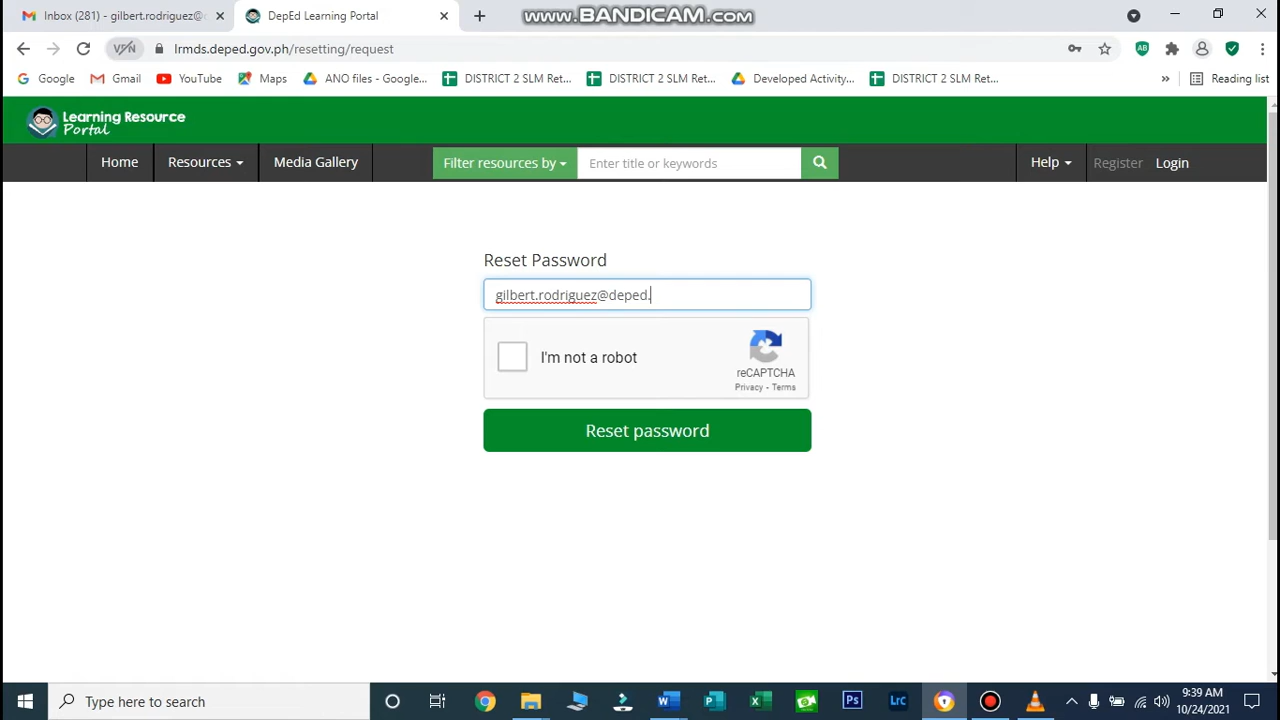 Inbox (281) - gilbert.rodriguez@
DepEd Learning Portal
www.BANDICAM.com
VPN
lrmds.deped.gov.ph/resetting/request
Google
Gmail
YouTube
Maps
ANO files - Google...
DISTRICT 2 SLM Ret...
DISTRICT 2 SLM Ret...
Developed Activity...
DISTRICT 2 SLM Ret...
»
Reading list
Learning Resource
Portal
Home
Resources
Media Gallery
Filter resources by
Enter title or keywords
Help
Register
Login
Reset Password
gilbert.rodriguez@deped.
I'm not a robot
reCAPTCHA
Privacy - Terms
Reset password
Type here to search
Ps
Lrc
9:39 AM
10/24/2021